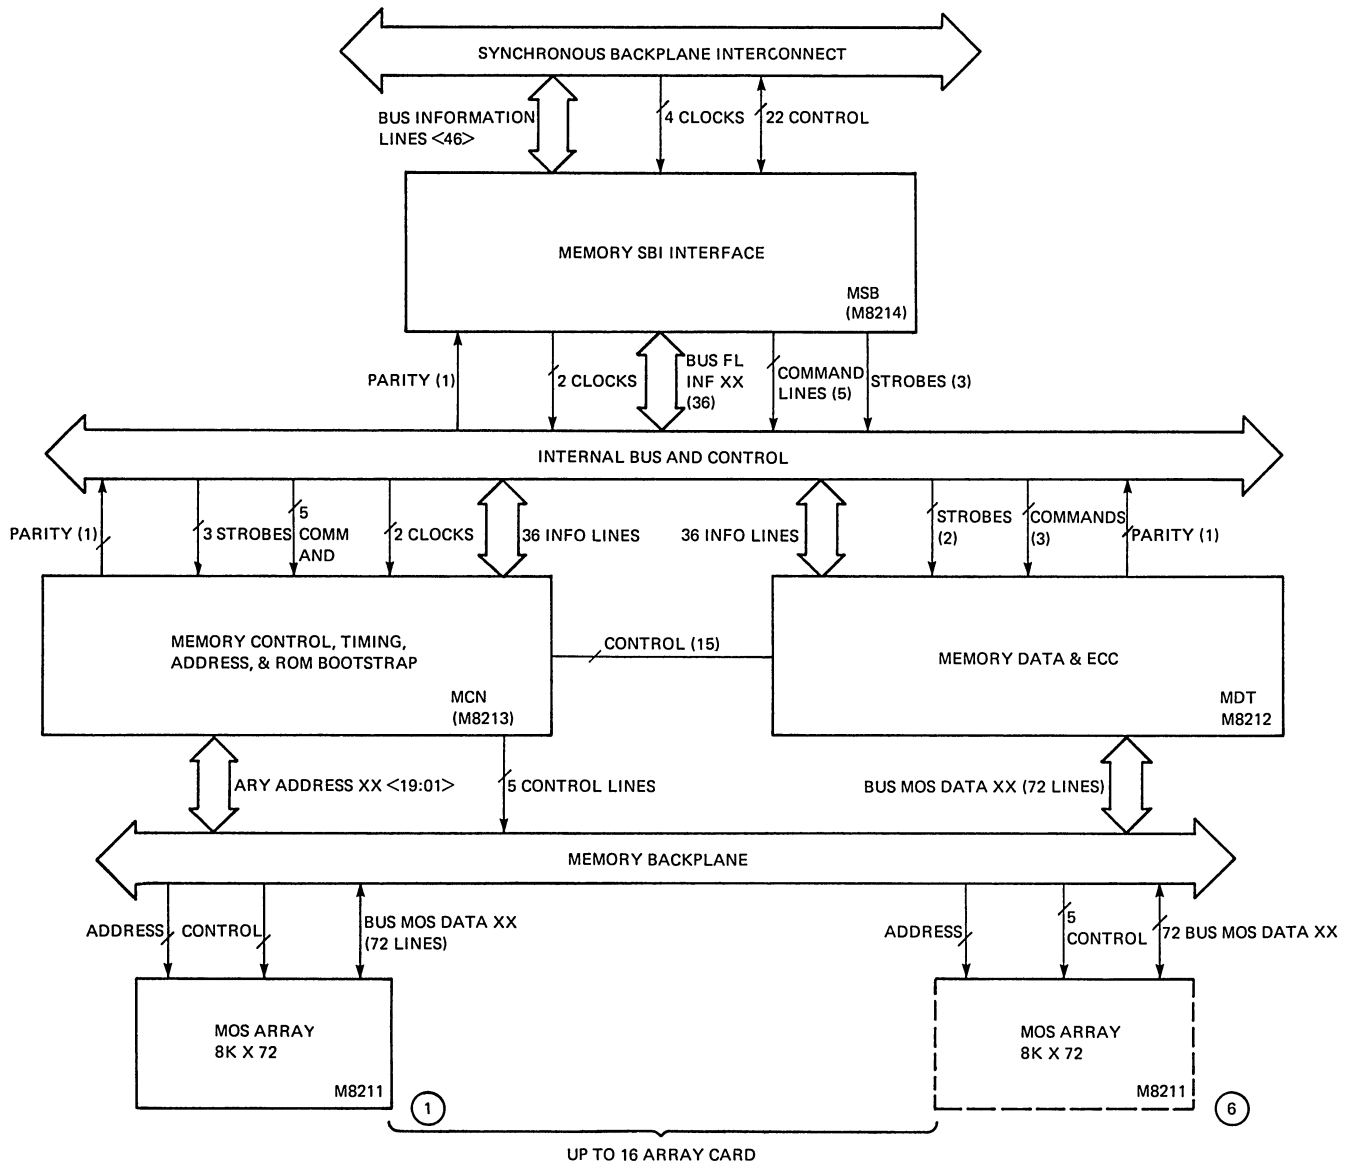 SYNCHRONOUS BACKPLANE INTERCONNECT
BUS INFORMATION
LINES <46>
4 CLOCKS
22 CONTROL
MEMORY SBI INTERFACE
MSB
(M8214)
PARITY (1)
2 CLOCKS
BUS FL
INF XX
(36)
COMMAND
LINES (5)
STROBES (3)
INTERNAL BUS AND CONTROL
PARITY (1)
3 STROBES
5
COMM
AND
2 CLOCKS
36 INFO LINES
36 INFO LINES
STROBES
(2)
COMMANDS
(3)
PARITY (1)
MEMORY CONTROL, TIMING,
ADDRESS, & ROM BOOTSTRAP
MCN
(M8213)
CONTROL (15)
MEMORY DATA & ECC
MDT
M8212
ARY ADDRESS XX <19:01>
5 CONTROL LINES
BUS MOS DATA XX (72 LINES)
MEMORY BACKPLANE
ADDRESS
CONTROL
BUS MOS DATA XX
(72 LINES)
ADDRESS
5
CONTROL
72 BUS MOS DATA XX
MOS ARRAY
8K X 72
M8211
1
MOS ARRAY
8K X 72
M8211
6
UP TO 16 ARRAY CARD